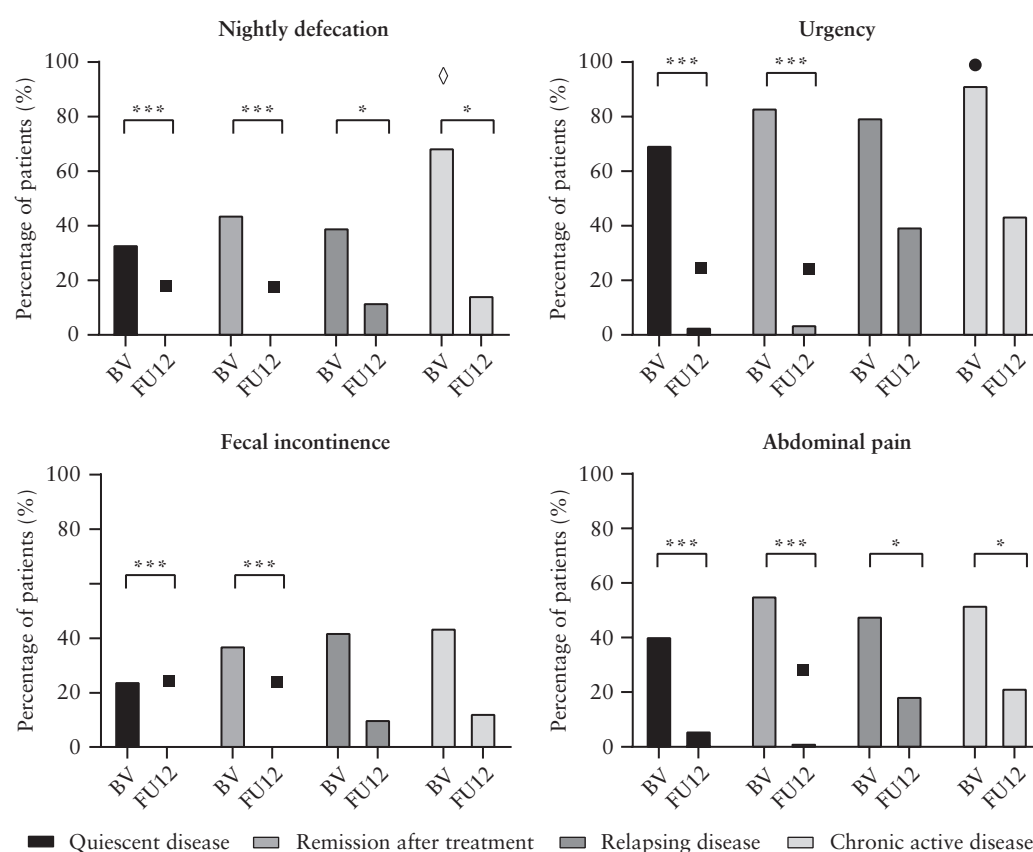 Nightly defecation
Percentage of patients (%)
100
80
60
40
20
0
*** *** * *
BV FU12 BV FU12 BV FU12 BV FU12
Urgency
Percentage of patients (%)
100
80
60
40
20
0
*** ***
BV FU12 BV FU12 BV FU12 BV FU12
Fecal incontinence
Percentage of patients (%)
100
80
40
20
0
*** ***
BV FU12 BV FU12 BV FU12 BV FU12
Abdominal pain
Percentage of patients (%)
100
80
60
40
20
0
*** *** * *
BV FU12 BV FU12 BV FU12 BV FU12
Quiescent disease Remission after treatment Relapsing disease Chronic active disease